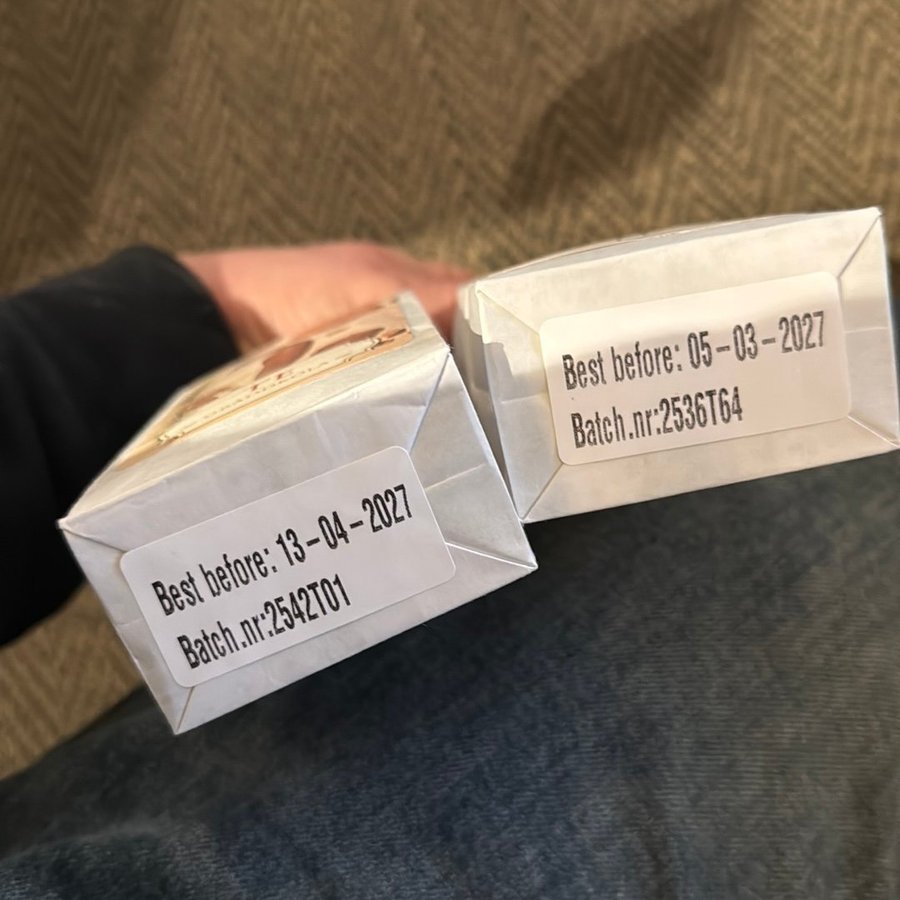 Best before: 13-04-2027
Batch.nr:2542T01
Best before: 05-03-2027
Batch.nr:2536T64